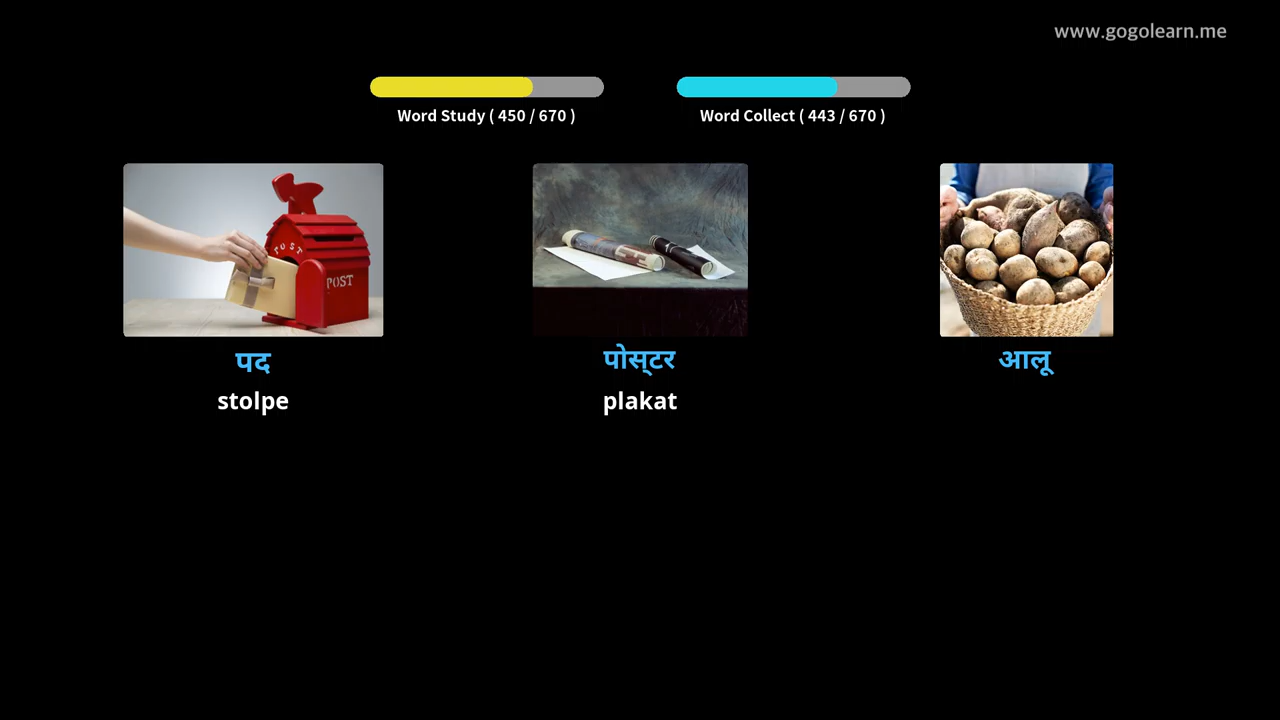 www.gogolearn.me
Word Study ( 450 / 670 )
Word Collect ( 443 / 670 )
POST
POST
पद
पोस्टर
आलू
stolpe
plakat